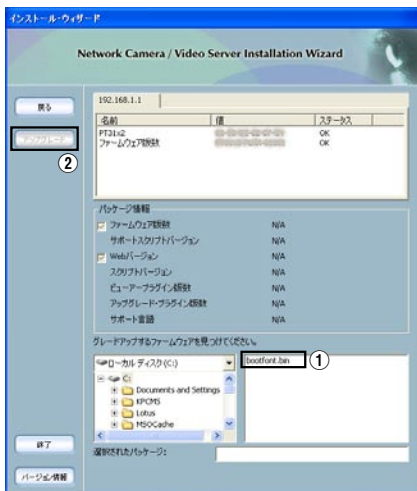 インストール・ウィザード
Network Camera / Video Server Installation Wizard
戻る
アップグレード
②
192.168.1.1
名前 値 ステータス
PT31x2 OK
ファームウェア版数 OK
パッケージ情報
ファームウェア版数 N/A
サポートスクリプトバージョン N/A
Webバージョン N/A
スクリプトバージョン N/A
ビューアープラグイン版数 N/A
アップグレード・プラグイン版数 N/A
サポート言語 N/A
グレードアップするファームウェアを見つけてください。
ローカル ディスク (C:)
bootfont.bin
①
C:
Documents and Settings
KPCMS
Lotus
MSOCache
選択されたパッケージ:
終了
バージョン情報